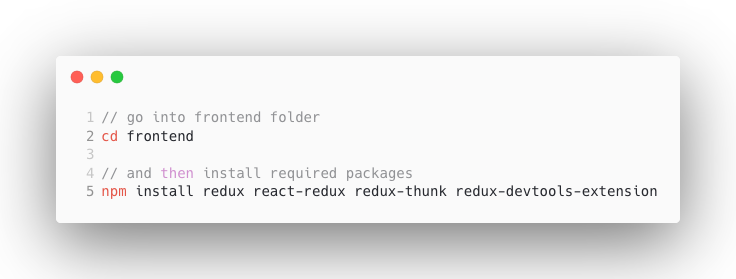 1 // go into frontend folder
2 cd frontend
3
4 // and then install required packages
5 npm install redux react-redux redux-thunk redux-devtools-extension